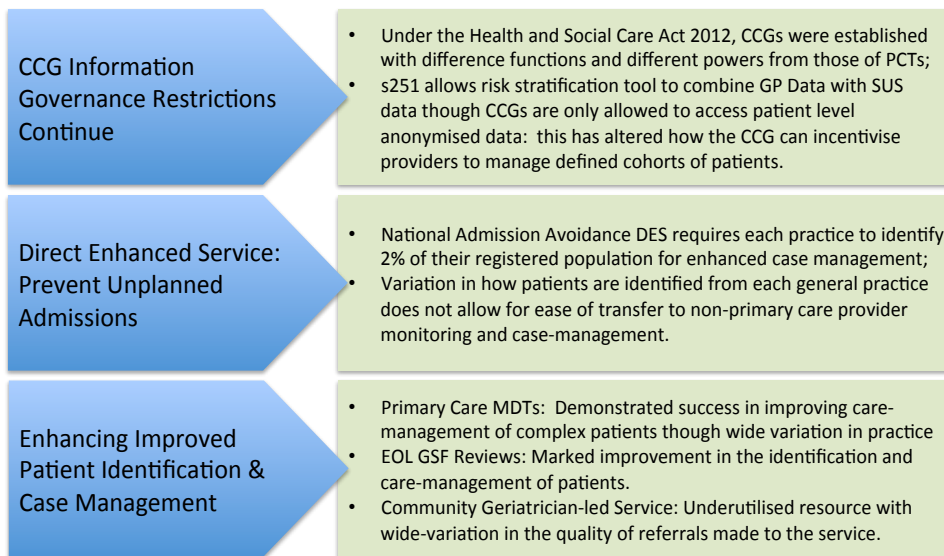 CCG Information
Governance Restrictions
Continue
• Under the Health and Social Care Act 2012, CCGs were established
with difference functions and different powers from those of PCTs;
• s251 allows risk stratification tool to combine GP Data with SUS
data though CCGs are only allowed to access patient level
anonymised data: this has altered how the CCG can incentivise
providers to manage defined cohorts of patients.
Direct Enhanced Service:
Prevent Unplanned
Admissions
• National Admission Avoidance DES requires each practice to identify
2% of their registered population for enhanced case management;
• Variation in how patients are identified from each general practice
does not allow for ease of transfer to non-primary care provider
monitoring and case-management.
Enhancing Improved
Patient Identification &
Case Management
• Primary Care MDTs: Demonstrated success in improving care-
management of complex patients though wide variation in practice
• EOL GSF Reviews: Marked improvement in the identification and
care-management of patients.
• Community Geriatrician-led Service: Underutilised resource with
wide-variation in the quality of referrals made to the service.